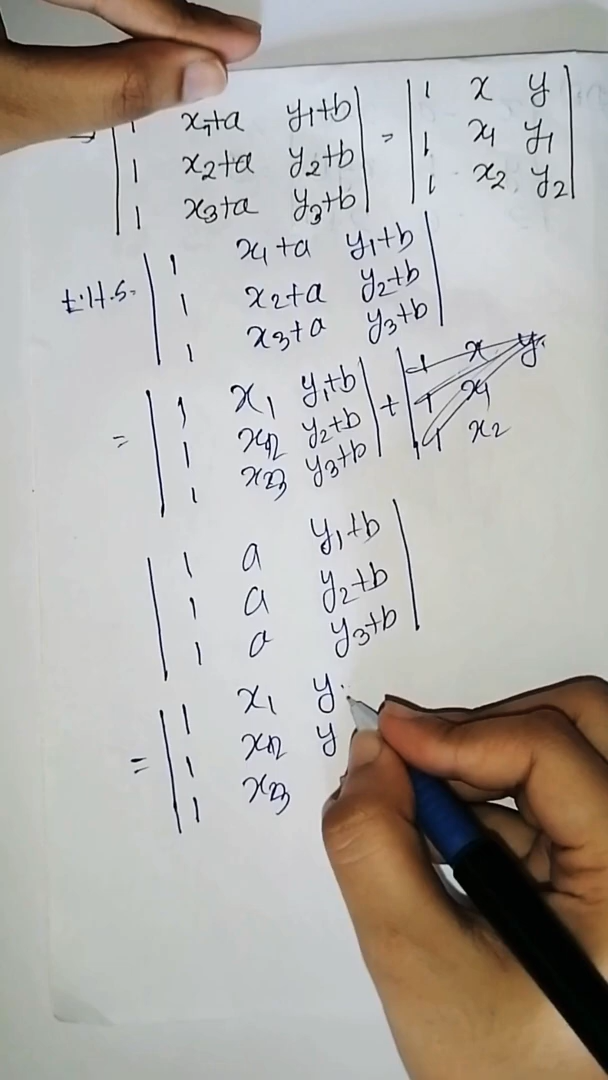 → | 1 x₁+a y₁+b | = | 1 x y |
| 1 x₂+a y₂+b | | 1 x₁ y₁ |
| 1 x₃+a y₃+b | | 1 x₂ y₂ |
L.H.S. | 1 x₁+a y₁+b |
| 1 x₂+a y₂+b |
| 1 x₃+a y₃+b |
= | 1 x₁ y₁+b | + | 1 x y
| 1 x₂ y₂+b | | 1 x₁
| 1 x₃ y₃+b | | 1 x₂
| 1 a y₁+b |
| 1 a y₂+b |
| 1 a y₃+b |
= | 1 x₁ y
| 1 x₂ y
| 1 x₃